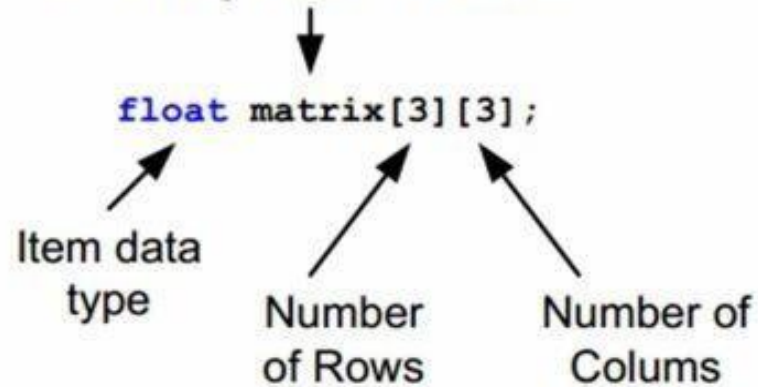 float matrix[3][3];
Item data
type
Number
of Rows
Number of
Colums